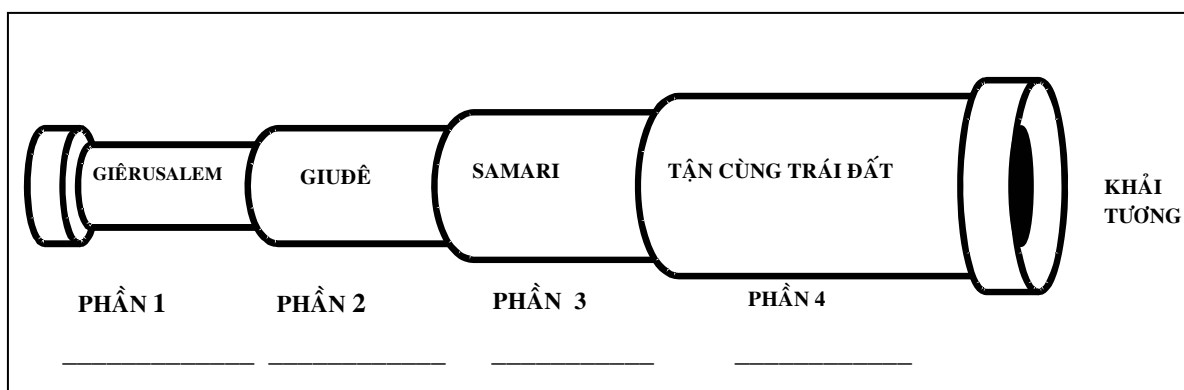 GIÊRUSALEM
GIUĐÊ
SAMARI
TẬN CÙNG TRÁI ĐẤT
KHẢI
TƯƠNG
PHẦN 1
PHẦN 2
PHẦN 3
PHẦN 4